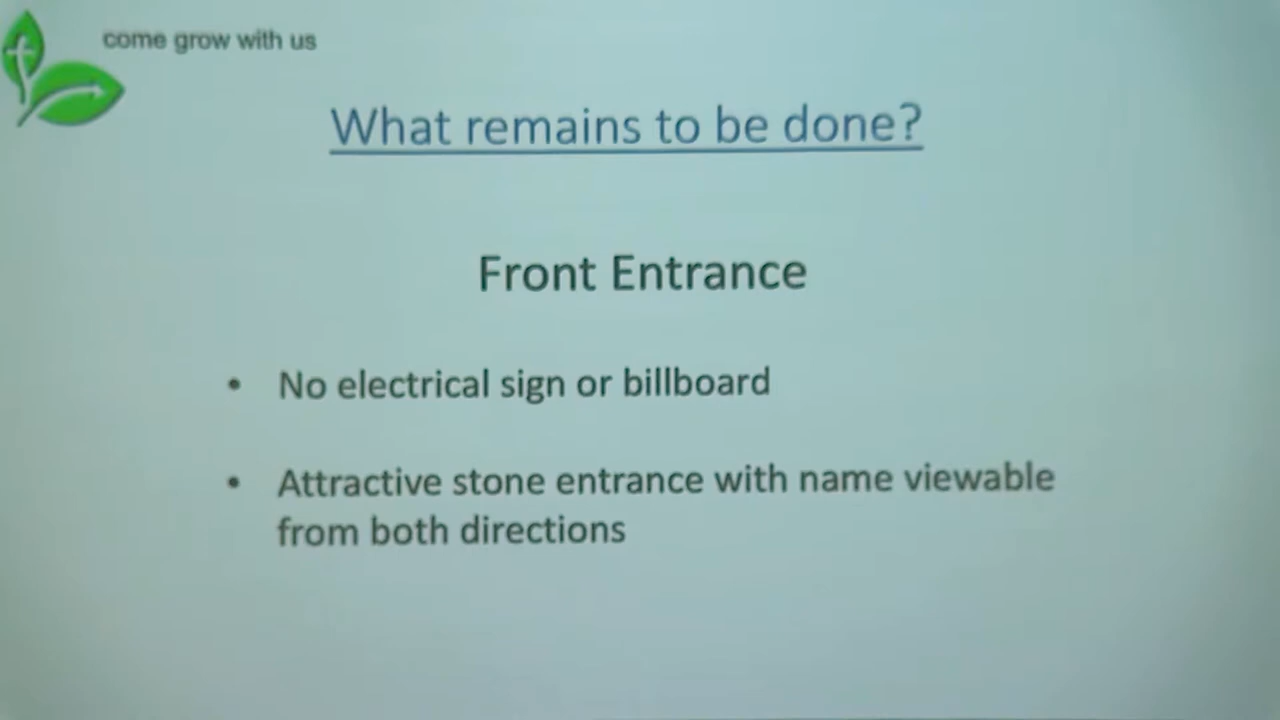 come grow with us
What remains to be done?
Front Entrance
• No electrical sign or billboard
• Attractive stone entrance with name viewable
from both directions